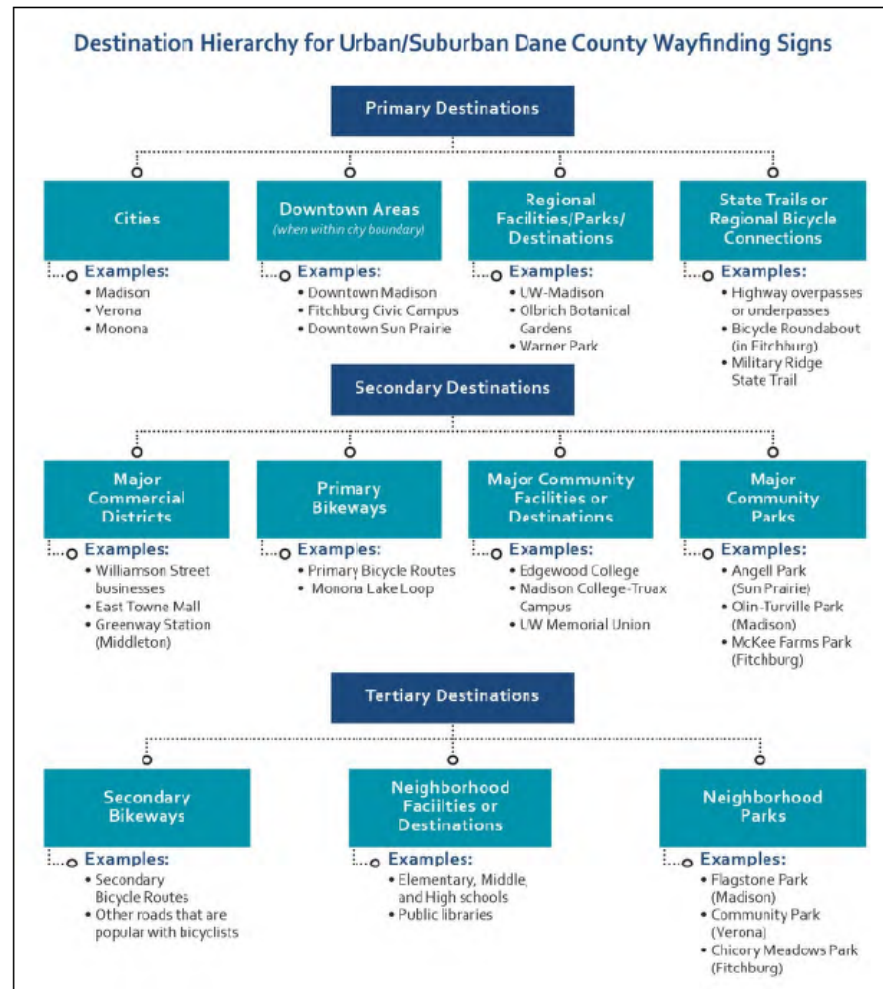 Destination Hierarchy for Urban/Suburban Dane County Wayfinding Signs
Primary Destinations
Cities
Examples:
• Madison
• Verona
• Monona
Downtown Areas
(when within city boundary)
Examples:
• Downtown Madison
• Fitchburg Civic Campus
• Downtown Sun Prairie
Regional
Facilities/Parks/
Destinations
Examples:
• UW-Madison
• Olbrich Botanical
Gardens
• Warner Park
State Trails or
Regional Bicycle
Connections
Examples:
• Highway overpasses
or underpasses
• Bicycle Roundabout
(in Fitchburg)
• Military Ridge
State Trail
Secondary Destinations
Major
Commercial
Districts
Examples:
• Williamson Street
businesses
• East Towne Mall
• Greenway Station
(Middleton)
Primary
Bikeways
Examples:
• Primary Bicycle Routes
• Monona Lake Loop
Major Community
Facilities or
Destinations
Examples:
• Edgewood College
• Madison College-Truax
Campus
• UW Memorial Union
Major
Community
Parks
Examples:
• Angell Park
(Sun Prairie)
• Olin-Turville Park
(Madison)
• McKee Farms Park
(Fitchburg)
Tertiary Destinations
Secondary
Bikeways
Examples:
• Secondary
Bicycle Routes
• Other roads that are
popular with bicyclists
Neighborhood
Faciilties or
Destinations
Examples:
• Elementary, Middle,
and High schools
• Public libraries
Neighborhood
Parks
Examples:
• Flagstone Park
(Madison)
• Community Park
(Verona)
• Chicory Meadows Park
(Fitchburg)